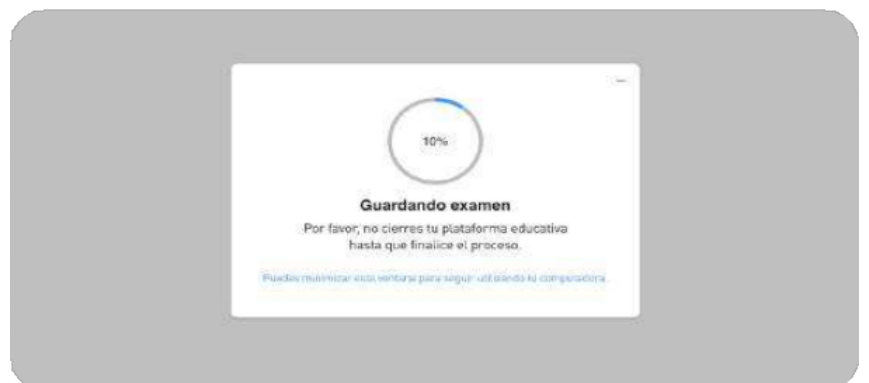 10%
Guardando examen
Por favor, no cierres tu plataforma educativa
hasta que finalice el proceso.
Puedes minimizar esta ventana para seguir utilizando tu computadora.